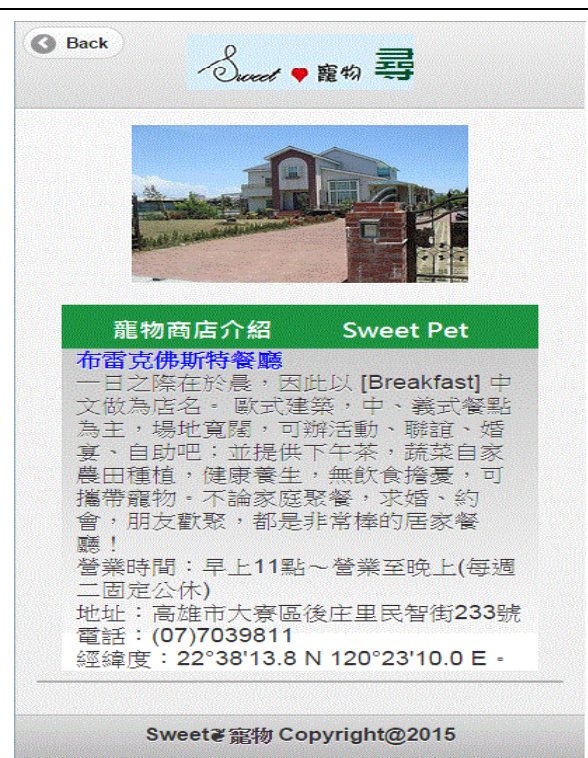 Back
Sweet ♥ 寵物 尋
寵物商店介紹 Sweet Pet
布雷克佛斯特餐廳
一日之際在於晨,因此以 [Breakfast] 中
文做為店名。 歐式建築,中、義式餐點
為主,場地寬闊,可辦活動、聯誼、婚
宴、自助吧;並提供下午茶,蔬菜自家
農田種植,健康養生,無飲食擔憂,可
攜帶寵物。不論家庭聚餐,求婚、約
會,朋友歡聚,都是非常棒的居家餐
廳!
營業時間:早上11點~營業至晚上(每週
二固定公休)
地址:高雄市大寮區後庄里民智街233號
電話:(07)7039811
經緯度:22°38'13.8 N 120°23'10.0 E。
Sweet❦寵物 Copyright@2015